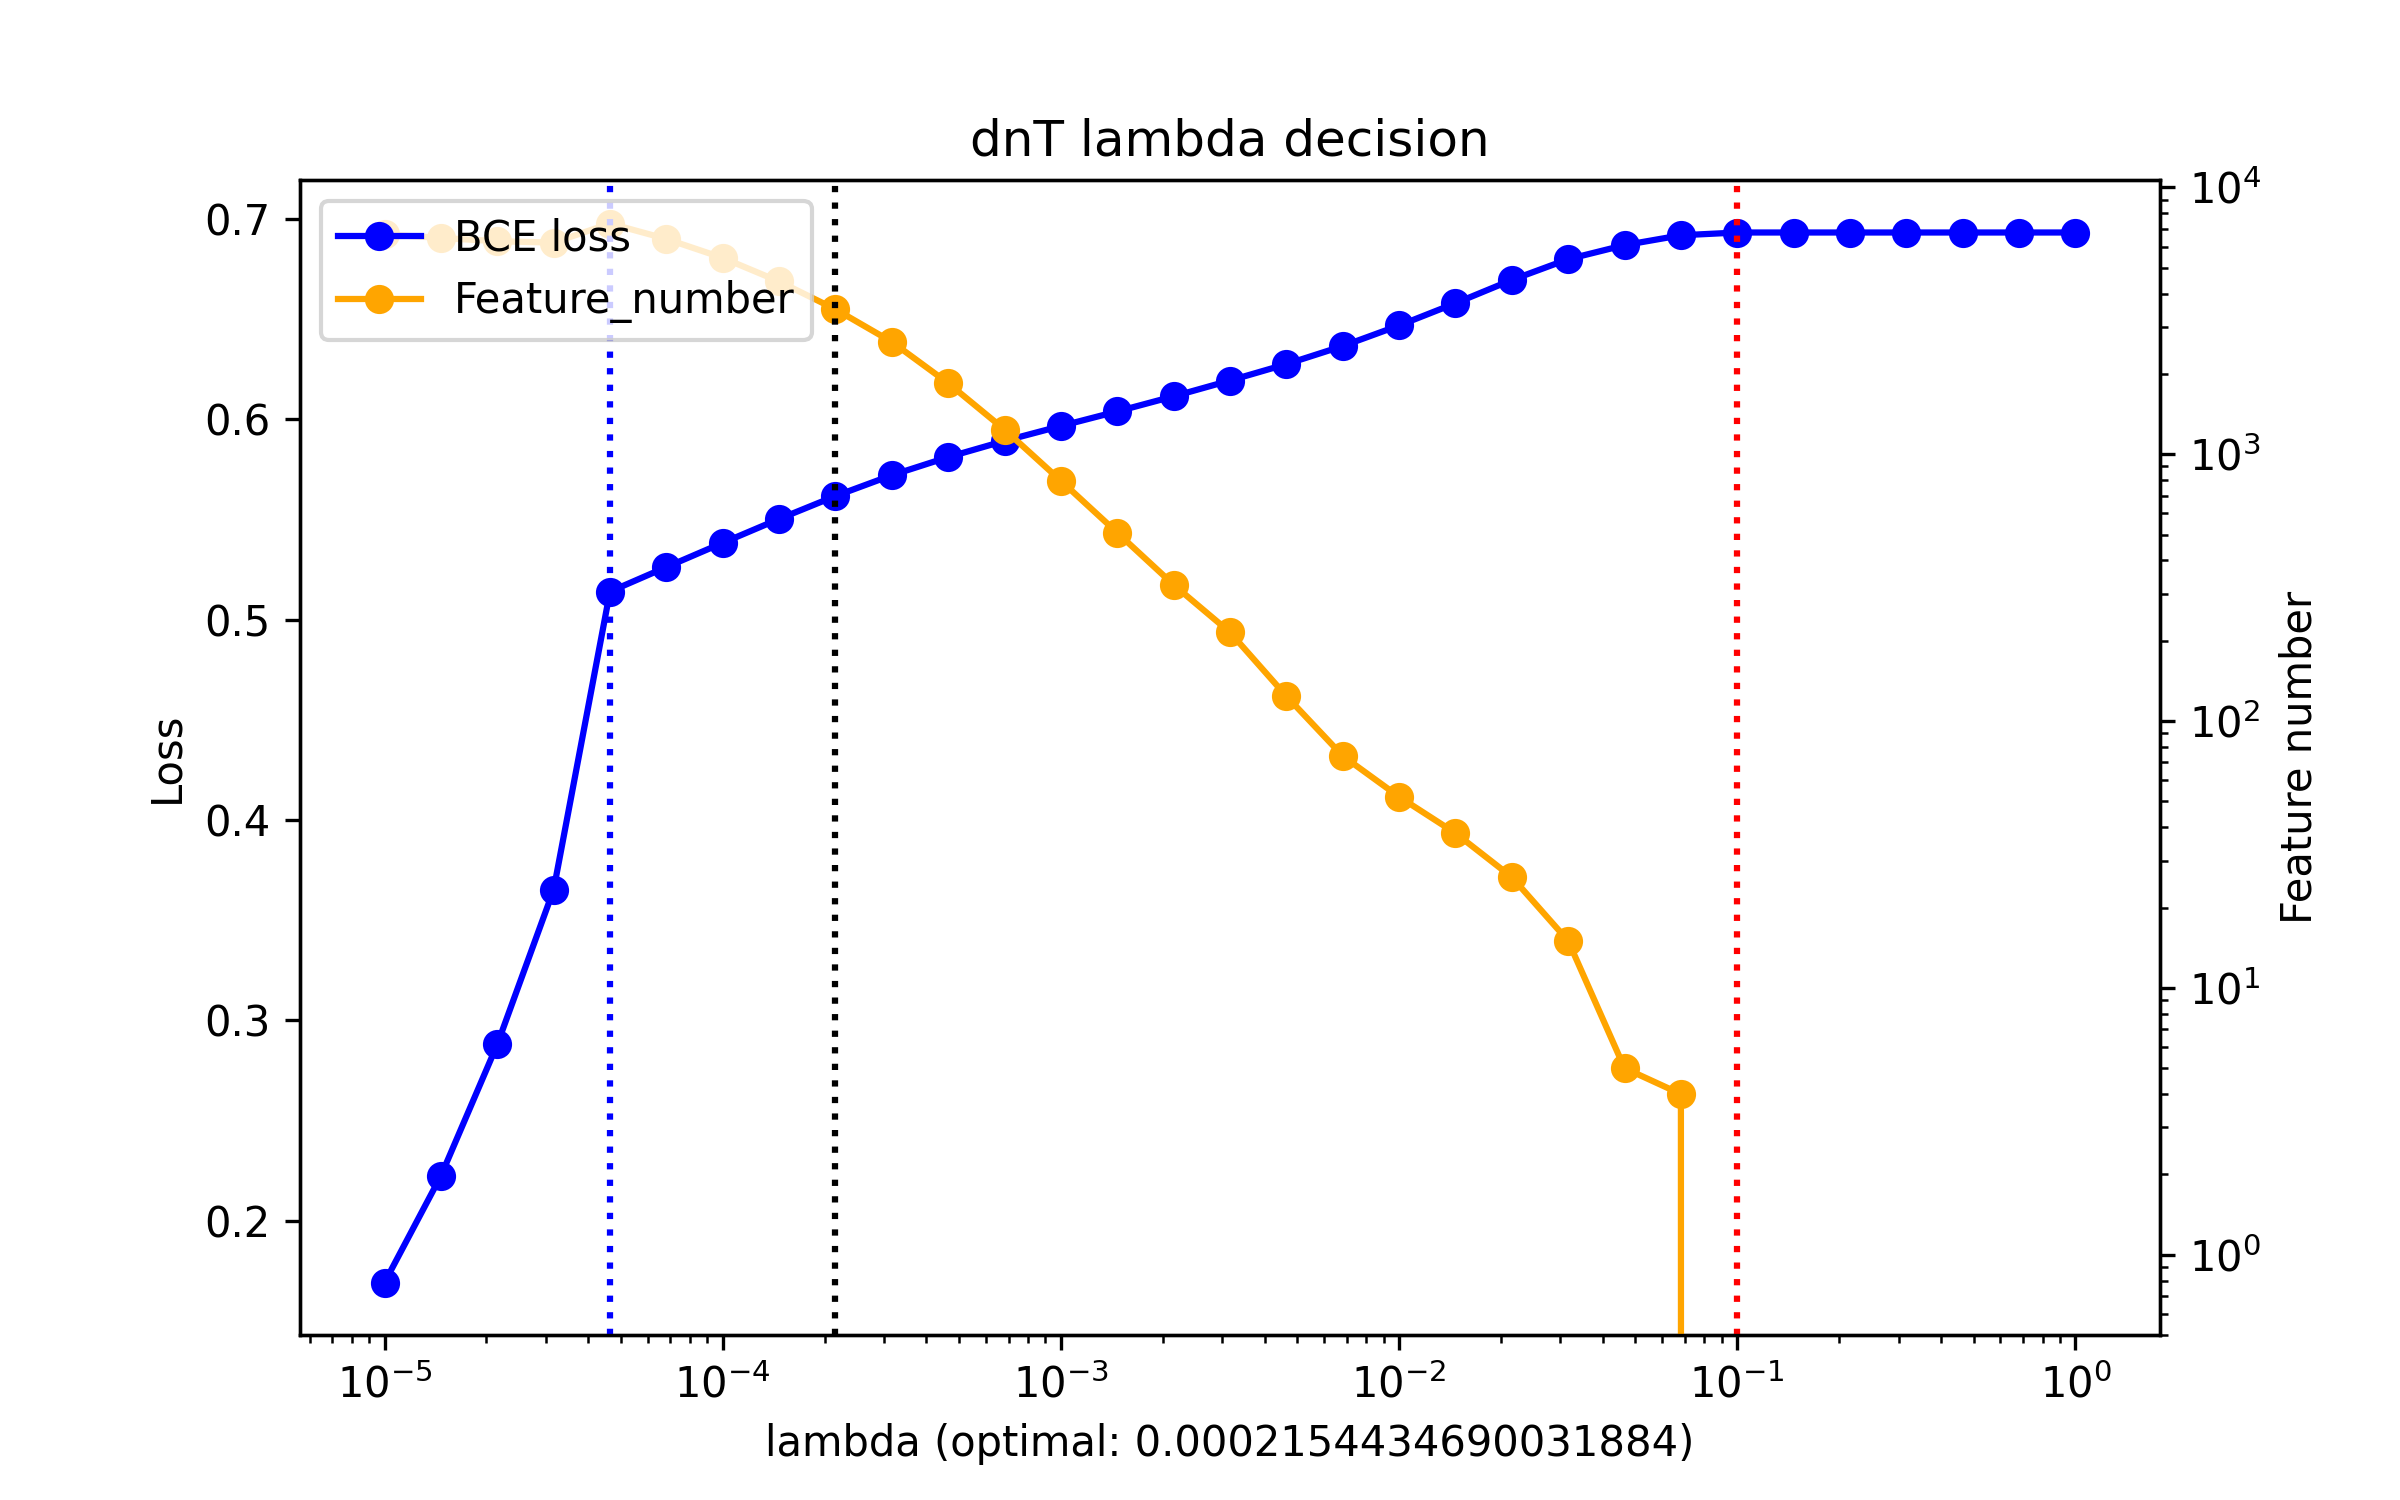 dnT lambda decision
BCE loss
Feature_number
0.7
0.6
0.5
0.4
0.3
0.2
Loss
10⁴
10³
10²
10¹
10⁰
Feature number
10⁻⁵ 10⁻⁴ 10⁻³ 10⁻² 10⁻¹ 10⁰
lambda (optimal: 0.00021544346900318​84)